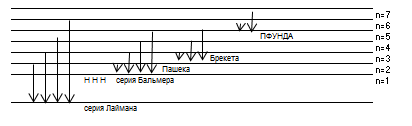 n=7
n=6
ПФУНДА
n=5
n=4
Брекета
n=3
Пашека
n=2
Н Н Н серия Бальмера
n=1
серия Лаймана